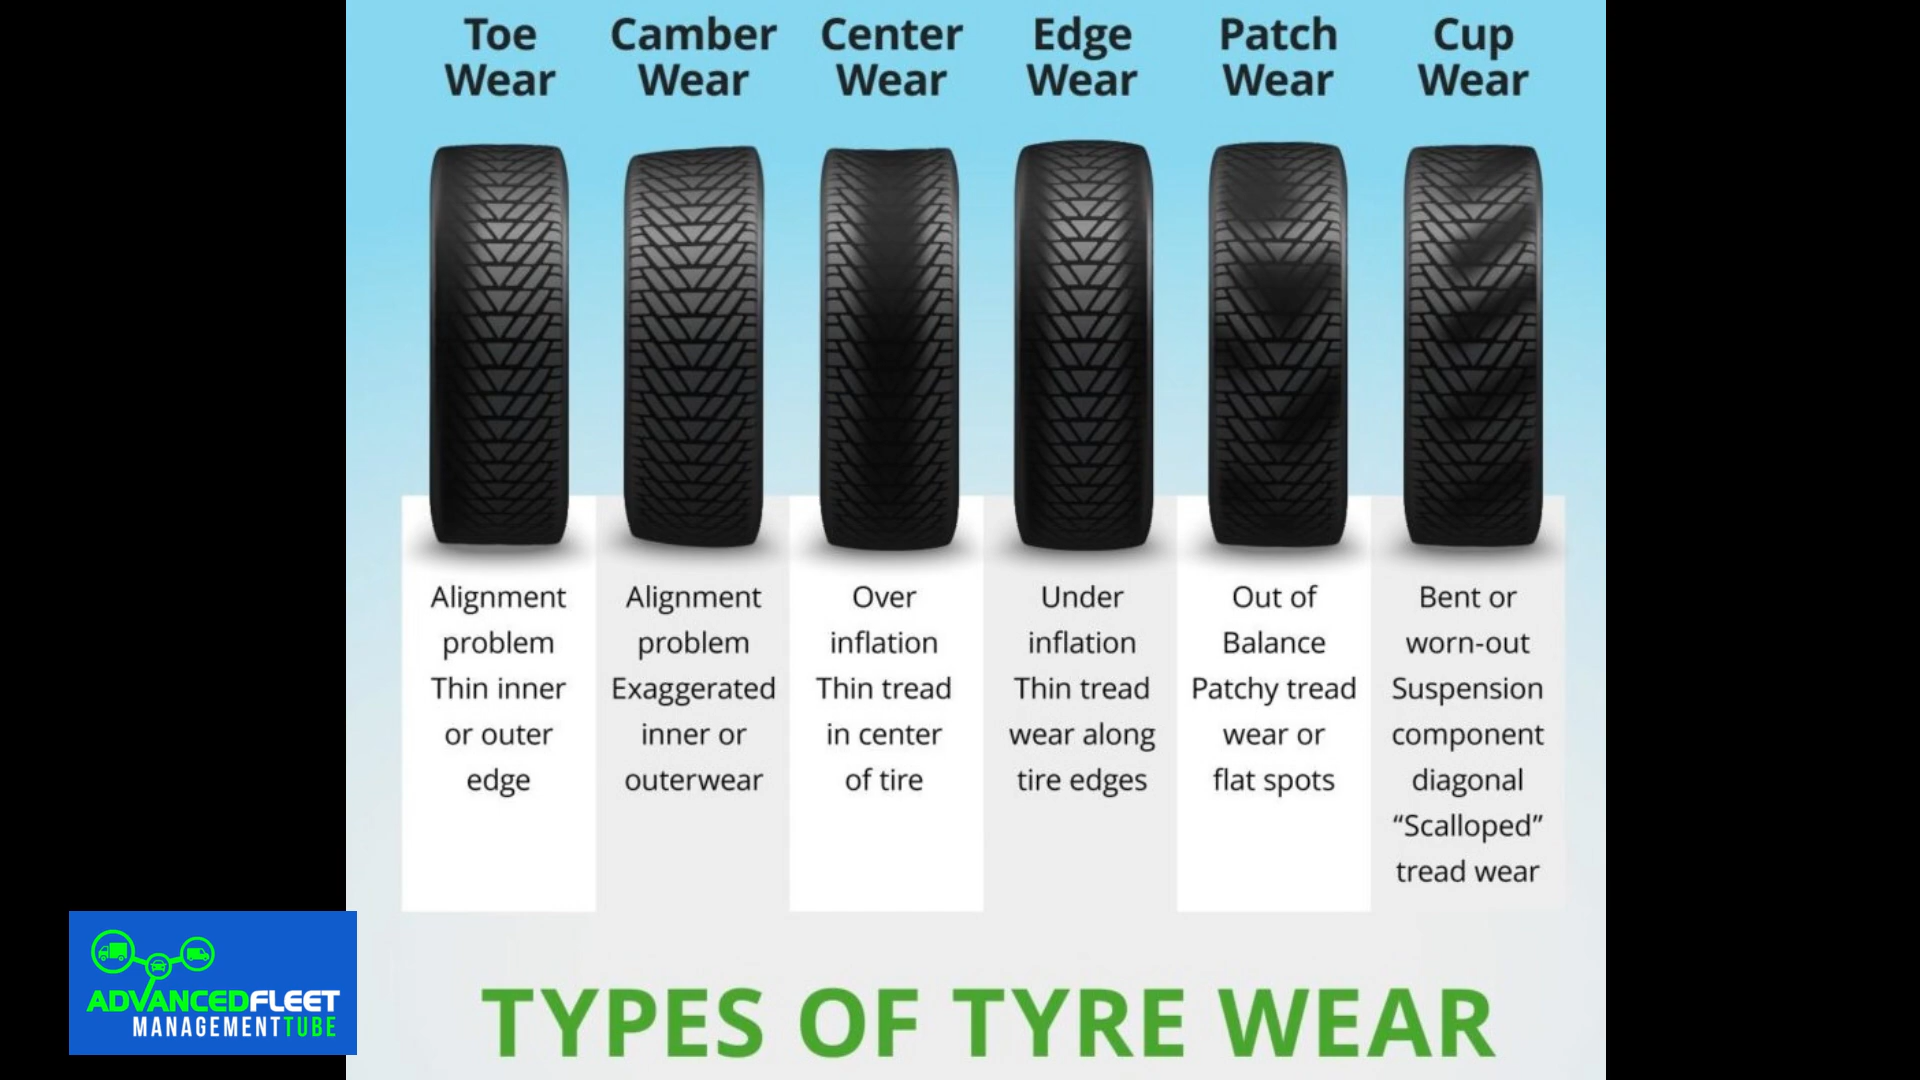 Toe
Wear
Camber
Wear
Center
Wear
Edge
Wear
Patch
Wear
Cup
Wear
Alignment
problem
Thin inner
or outer
edge
Alignment
problem
Exaggerated
inner or
outerwear
Over
inflation
Thin tread
in center
of tire
Under
inflation
Thin tread
wear along
tire edges
Out of
Balance
Patchy tread
wear or
flat spots
Bent or
worn-out
Suspension
component
diagonal
“Scalloped”
tread wear
TYPES OF TYRE WEAR
ADVANCEDFLEET
MANAGEMENTTUBE